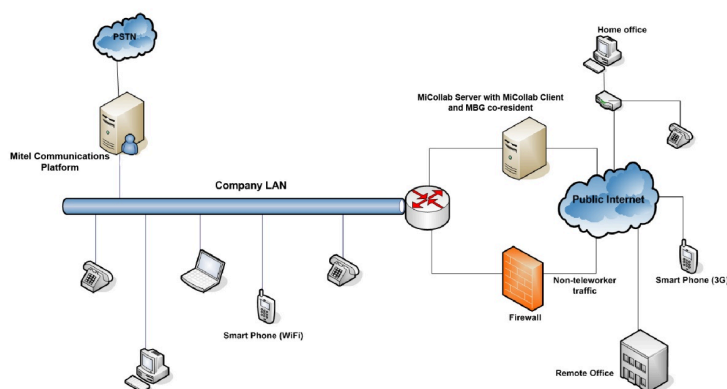 PSTN
Home office
MiCollab Server with MiCollab Client
and MBG co-resident
Mitel Communications
Platform
Company LAN
Public Internet
Non-teleworker
traffic
Smart Phone (3G)
Firewall
Smart Phone (WiFi)
Remote Office